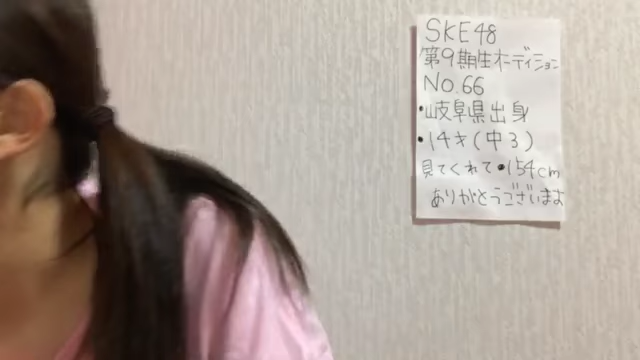 SKE48
第9期生オーディション
No.66
・岐阜県出身
・14才(中3)
見てくれて・154cm
ありがとうございます